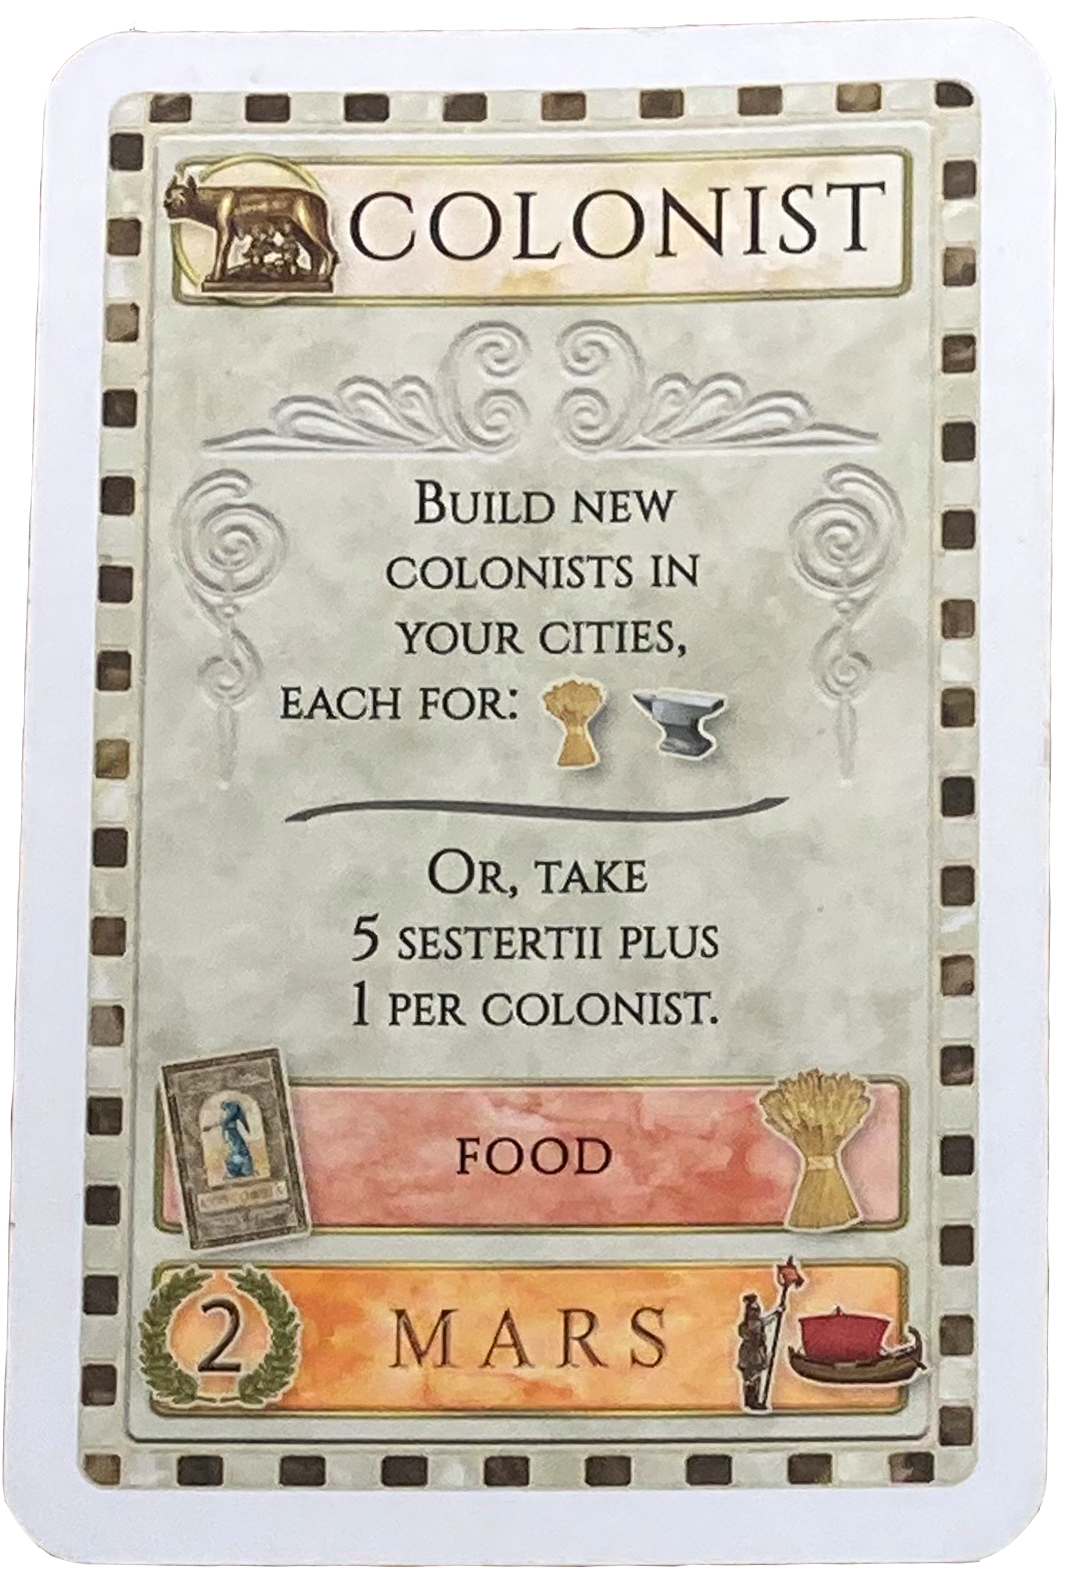 COLONIST
BUILD NEW
COLONISTS IN
YOUR CITIES,
EACH FOR:
OR, TAKE
5 SESTERTII PLUS
1 PER COLONIST.
FOOD
2 MARS